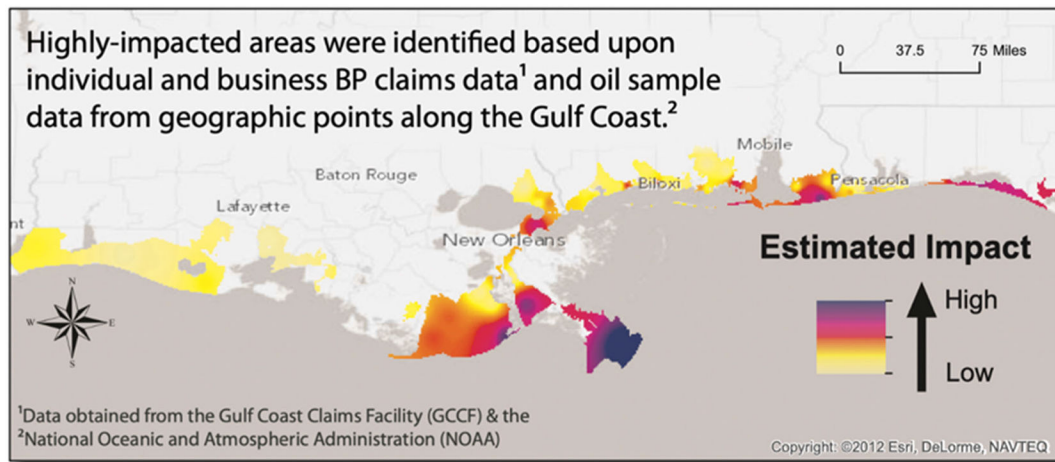 Highly-impacted areas were identified based upon
individual and business BP claims data¹ and oil sample
data from geographic points along the Gulf Coast.²
0 37.5 75 Miles
Mobile
Baton Rouge
Biloxi
Pensacola
Lafayette
nt
New Orleans
Estimated Impact
High
Low
N
W E
S
¹Data obtained from the Gulf Coast Claims Facility (GCCF) & the
²National Oceanic and Atmospheric Administration (NOAA)
Copyright: ©2012 Esri, DeLorme, NAVTEQ